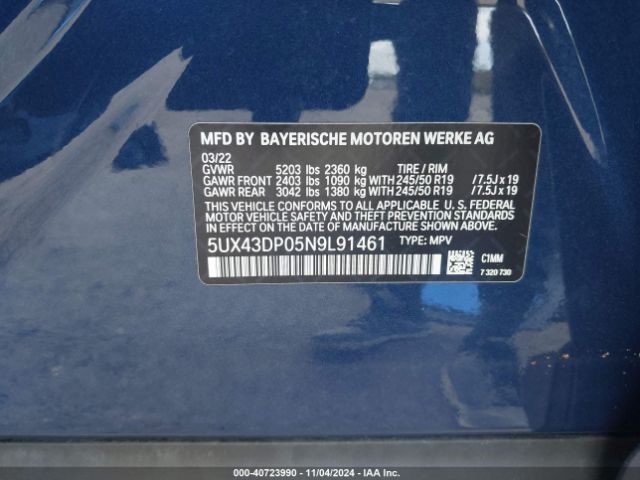 MFD BY BAYERISCHE MOTOREN WERKE AG
03/22
GVWR 5203 lbs 2360 kg TIRE / RIM
GAWR FRONT 2403 lbs 1090 kg WITH 245/50 R19 /7.5J x 19
GAWR REAR 3042 lbs 1380 kg WITH 245/50 R19 /7.5J x 19
THIS VEHICLE CONFORMS TO ALL APPLICABLE U. S. FEDERAL
MOTOR VEHICLE SAFETY, BUMPER, AND THEFT PREVENTION
STANDARDS IN EFFECT ON THE DATE OF MANUFACTURE SHOWN ABOVE.
5UX43DP05N9L91461 TYPE: MPV
C1MM
7 320 730
000-40723990 - 11/04/2024 - IAAI.COM